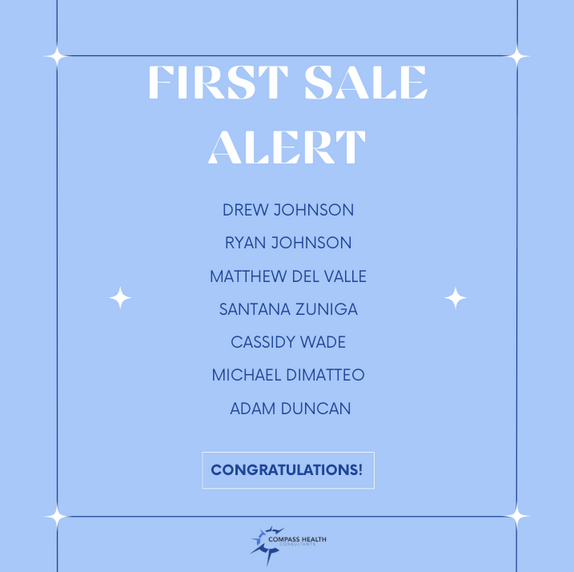 FIRST SALE
ALERT
DREW JOHNSON
RYAN JOHNSON
MATTHEW DEL VALLE
SANTANA ZUNIGA
CASSIDY WADE
MICHAEL DIMATTEO
ADAM DUNCAN
CONGRATULATIONS!
COMPASS HEALTH
CONSULTANTS